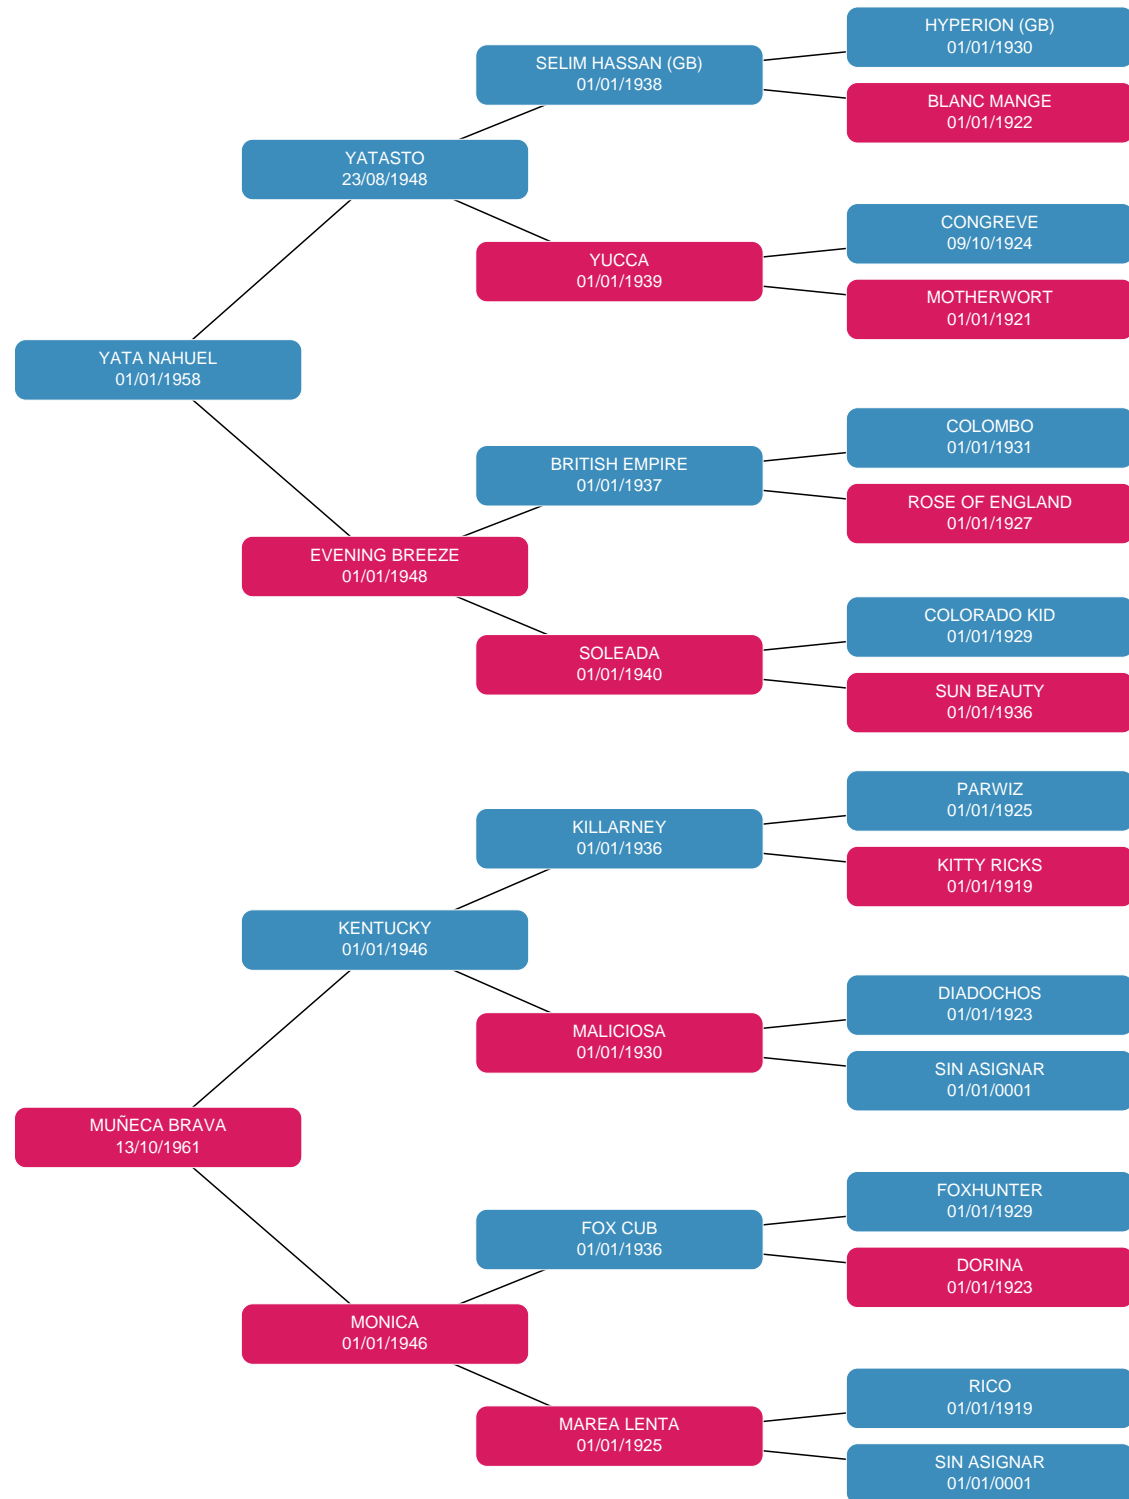 HYPERION (GB)
01/01/1930
SELIM HASSAN (GB)
01/01/1938
BLANC MANGE
01/01/1922
YATASTO
23/08/1948
CONGREVE
09/10/1924
YUCCA
01/01/1939
MOTHERWORT
01/01/1921
YATA NAHUEL
01/01/1958
COLOMBO
01/01/1931
BRITISH EMPIRE
01/01/1937
ROSE OF ENGLAND
01/01/1927
EVENING BREEZE
01/01/1948
COLORADO KID
01/01/1929
SOLEADA
01/01/1940
SUN BEAUTY
01/01/1936
PARWIZ
01/01/1925
KILLARNEY
01/01/1936
KITTY RICKS
01/01/1919
KENTUCKY
01/01/1946
DIADOCHOS
01/01/1923
MALICIOSA
01/01/1930
SIN ASIGNAR
01/01/0001
MUÑECA BRAVA
13/10/1961
FOXHUNTER
01/01/1929
FOX CUB
01/01/1936
DORINA
01/01/1923
MONICA
01/01/1946
RICO
01/01/1919
MAREA LENTA
01/01/1925
SIN ASIGNAR
01/01/0001